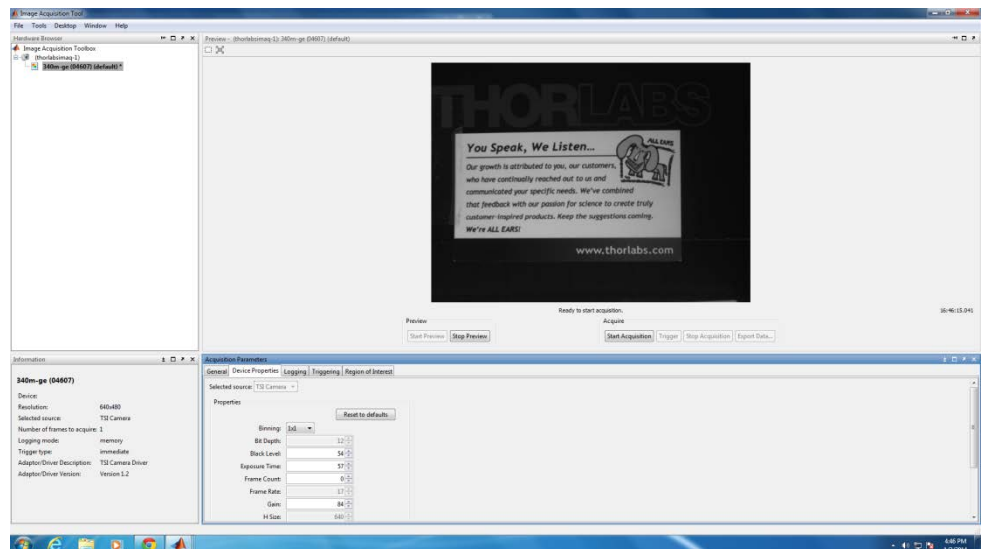 Image Acquisition Tool
File Tools Desktop Window Help
Hardware Browser
Image Acquisition Toolbox
(thorlabsimaq-1)
340m-ge (04607) (default) *
Preview - (thorlabsimaq-1): 340m-ge (04607) (default)
THORLABS
You Speak, We Listen...
ALL EARS
Our growth is attributed to you, our customers,
who have continually reached out to us and
communicated your specific needs. We've combined
that feedback with our passion for science to create truly
customer-inspired products. Keep the suggestions coming.
We're ALL EARS!
www.thorlabs.com
Ready to start acquisition.
16:46:15.041
Preview
Start Preview Stop Preview
Acquire
Start Acquisition Trigger Stop Acquisition Export Data...
Information
340m-ge (04607)
Device:
Resolution: 640x480
Selected source: TSI Camera
Number of frames to acquire: 1
Logging mode: memory
Trigger type: immediate
Adaptor/Driver Description: TSI Camera Driver
Adaptor/Driver Version: Version 1.2
Acquisition Parameters
General Device Properties Logging Triggering Region of Interest
Selected source: TSI Camera
Properties
Reset to defaults
Binning: 1x1
Bit Depth: 12
Black Level: 54
Exposure Time: 57
Frame Count: 0
Frame Rate: 17
Gain: 84
H Size: 640
4:46 PM